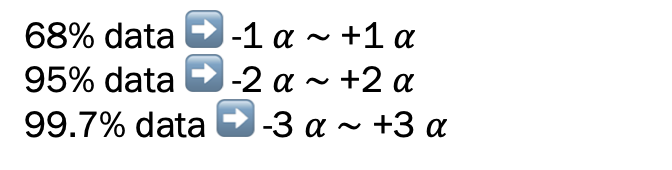 68% data ➡️ -1 𝛼 ~ +1 𝛼
95% data ➡️ -2 𝛼 ~ +2 𝛼
99.7% data ➡️ -3 𝛼 ~ +3 𝛼